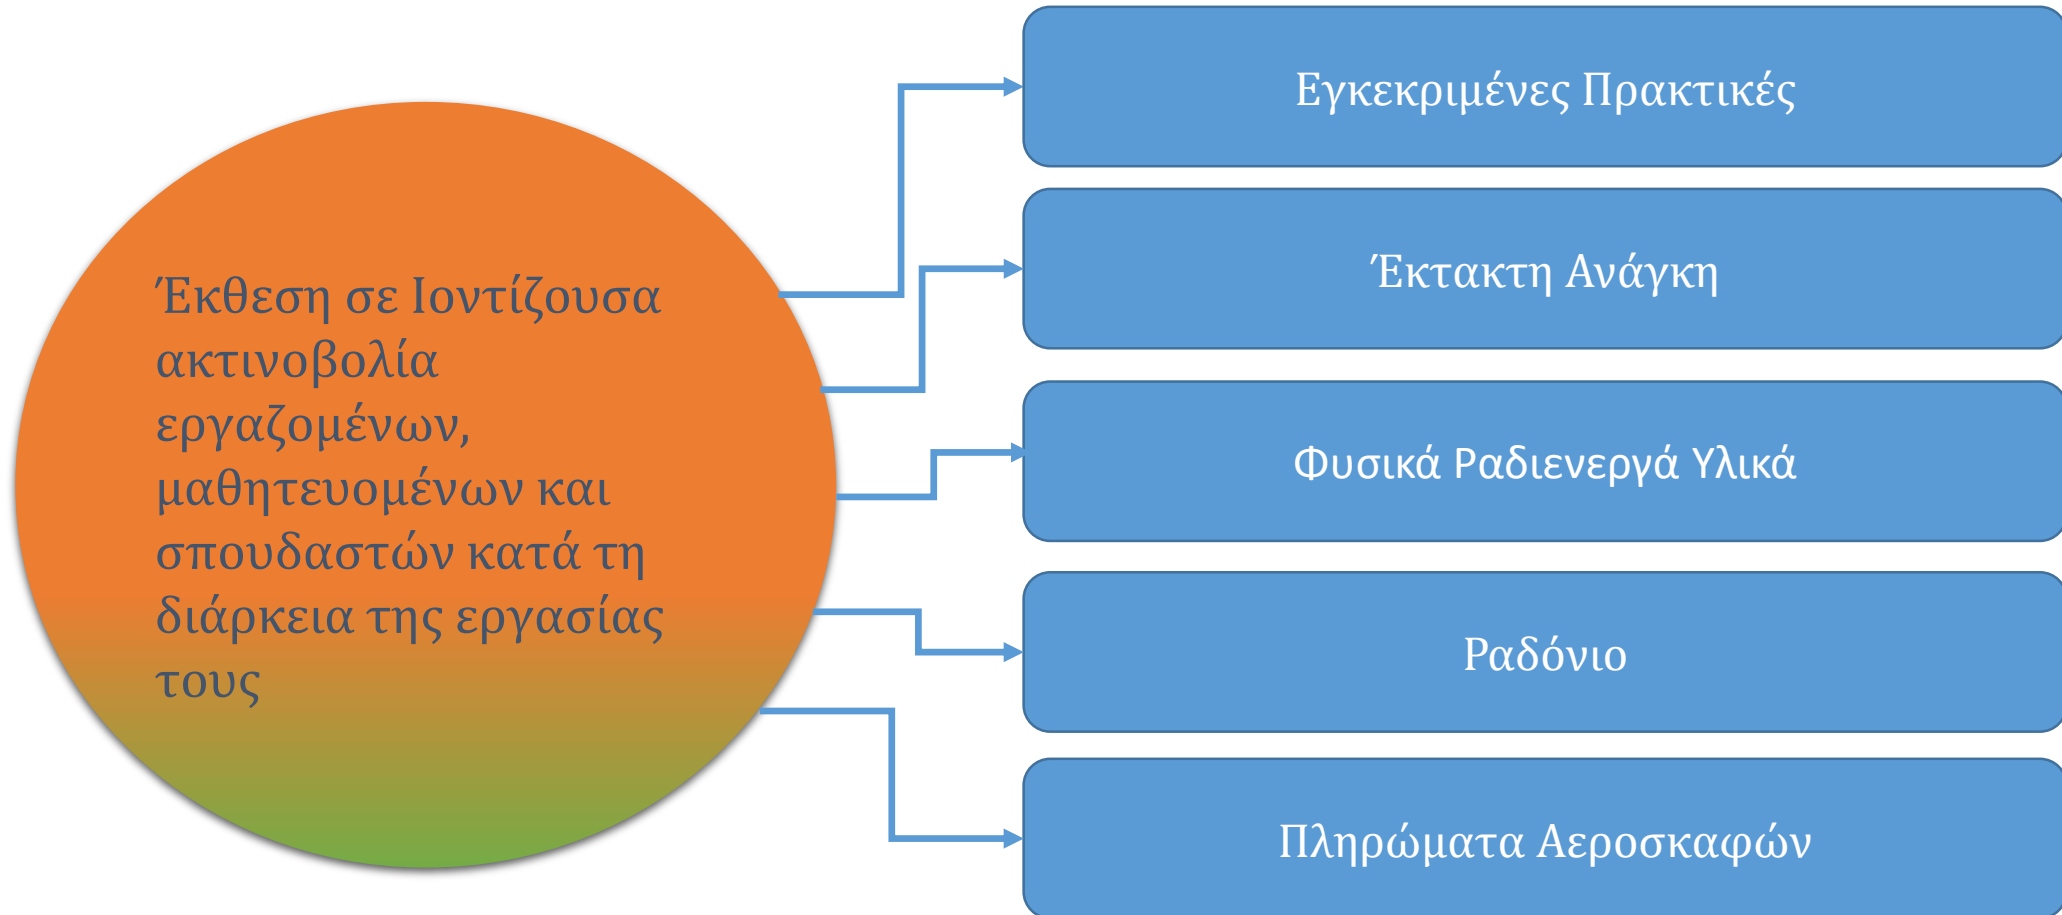 Έκθεση σε Ιοντίζουσα
ακτινοβολία
εργαζομένων,
μαθητευομένων και
σπουδαστών κατά τη
διάρκεια της εργασίας
τους
Εγκεκριμένες Πρακτικές
Έκτακτη Ανάγκη
Φυσικά Ραδιενεργά Υλικά
Ραδόνιο
Πληρώματα Αεροσκαφών